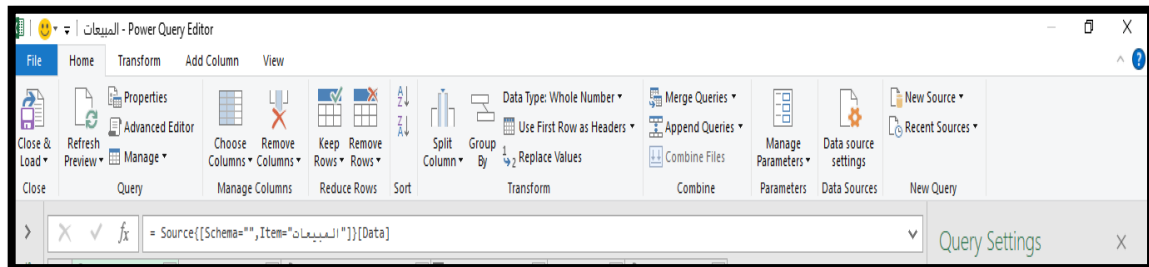 المبيعات - Power Query Editor
File Home Transform Add Column View
Close & Load
Refresh Preview
Properties
Advanced Editor
Manage
Choose Columns
Remove Columns
Keep Rows
Remove Rows
Split Column
Group By
Data Type: Whole Number
Use First Row as Headers
Replace Values
Merge Queries
Append Queries
Combine Files
Manage Parameters
Data source settings
New Source
Recent Sources
Close Query Manage Columns Reduce Rows Sort Transform Combine Parameters Data Sources New Query
fx = Source{[Schema="",Item="المبيعات"]}[Data]
Query Settings